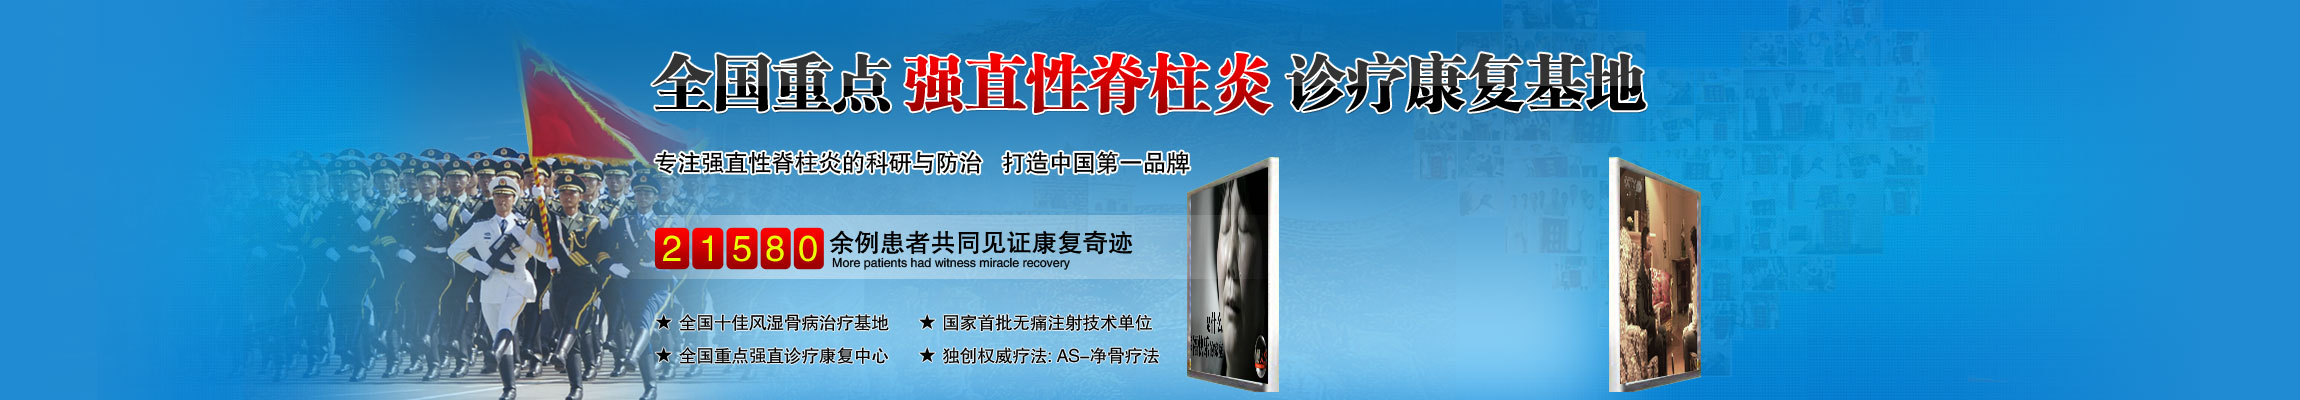 全国重点 强直性脊柱炎 诊疗康复基地
专注强直性脊柱炎的科研与防治 打造中国第一品牌
21580 余例患者共同见证康复奇迹
More patients had witness miracle recovery
★ 全国十佳风湿骨病治疗基地 ★ 国家首批无痛注射技术单位
★ 全国重点强直诊疗康复中心 ★ 独创权威疗法: AS-净骨疗法
什么